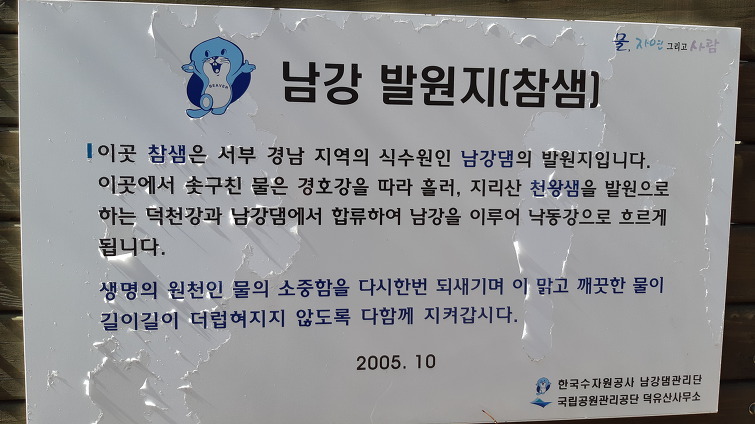 물, 자연 그리고 사람
BEAVER
남강 발원지(참샘)
이곳 참샘은 서부 경남 지역의 식수원인 남강댐의 발원지입니다.
이곳에서 솟구친 물은 경호강을 따라 흘러, 지리산 천왕샘을 발원으로
하는 덕천강과 남강댐에서 합류하여 남강을 이루어 낙동강으로 흐르게
됩니다.
생명의 원천인 물의 소중함을 다시한번 되새기며 이 맑고 깨끗한 물이
길이길이 더럽혀지지 않도록 다함께 지켜갑시다.
2005. 10
한국수자원공사 남강댐관리단
국립공원관리공단 덕유산사무소